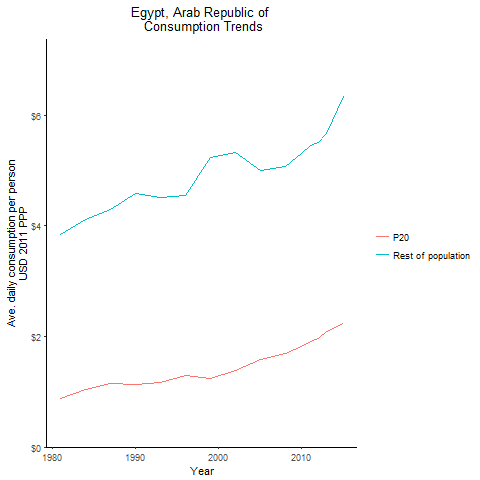 Egypt, Arab Republic of
Consumption Trends
Ave. daily consumption per person
USD 2011 PPP
$6
$4
$2
$0
1980
1990
2000
2010
Year
P20
Rest of population